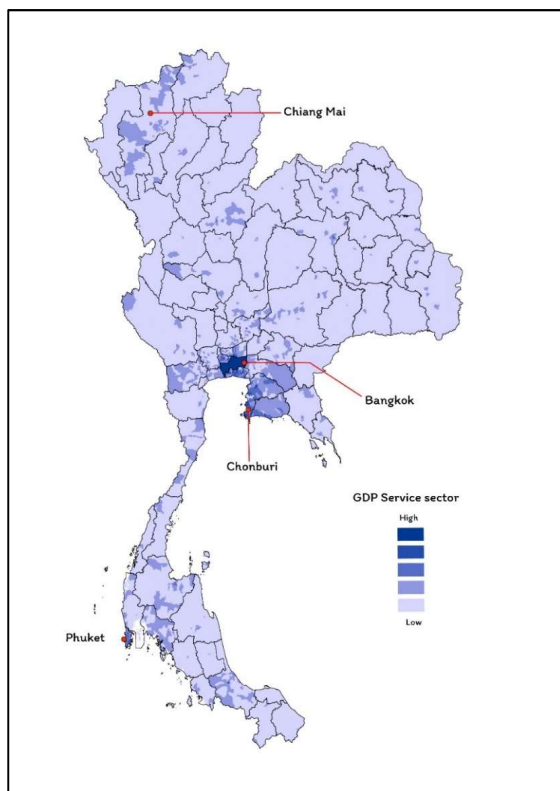 Chiang Mai
Bangkok
Chonburi
GDP Service sector
High
Low
Phuket